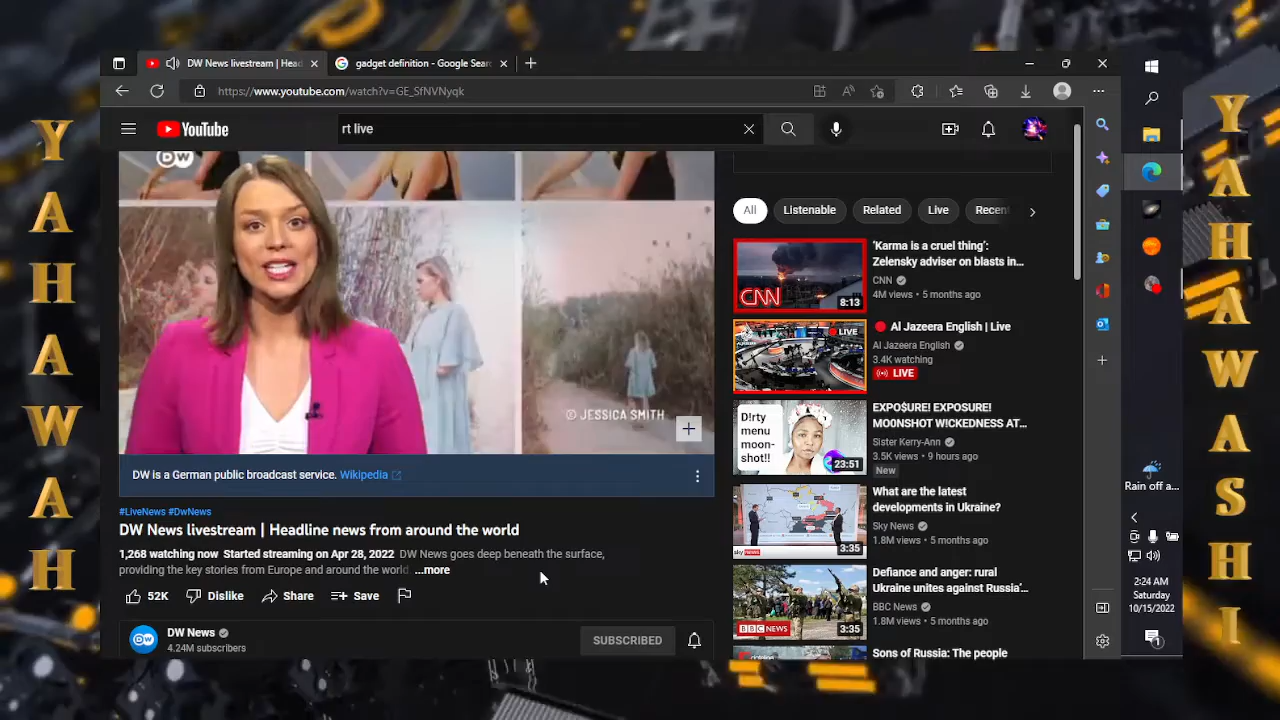 YAHAWAH
DW News livestream | Head
gadget definition - Google Sear
https://www.youtube.com/watch?v=GE_SfNVNyqk
YouTube
rt live
DW
© JESSICA SMITH
DW is a German public broadcast service. Wikipedia
#LiveNews #DwNews
DW News livestream | Headline news from around the world
1,268 watching now Started streaming on Apr 28, 2022 DW News goes deep beneath the surface,
providing the key stories from Europe and around the world. ...more
52K Dislike Share Save
DW News
4.24M subscribers
SUBSCRIBED
All Listenable Related Live Recen
CNN
8:13
'Karma is a cruel thing':
Zelensky adviser on blasts in...
CNN
4M views • 5 months ago
LIVE
Al Jazeera English | Live
Al Jazeera English
3.4K watching
LIVE
D!rty
menu
moon-
shot!!
23:51
EXPO$URE! EXPOSURE!
MOONSHOT WICKEDNESS AT...
Sister Kerry-Ann
3.5K views • 9 hours ago
New
sky news
3:35
What are the latest
developments in Ukraine?
Sky News
1.8M views • 5 months ago
BBC NEWS
3:35
Defiance and anger: rural
Ukraine unites against Russia'...
BBC News
1.8M views • 5 months ago
Sons of Russia: The people
Rain off a...
2:24 AM
Saturday
10/15/2022
1
YAHAWASHI